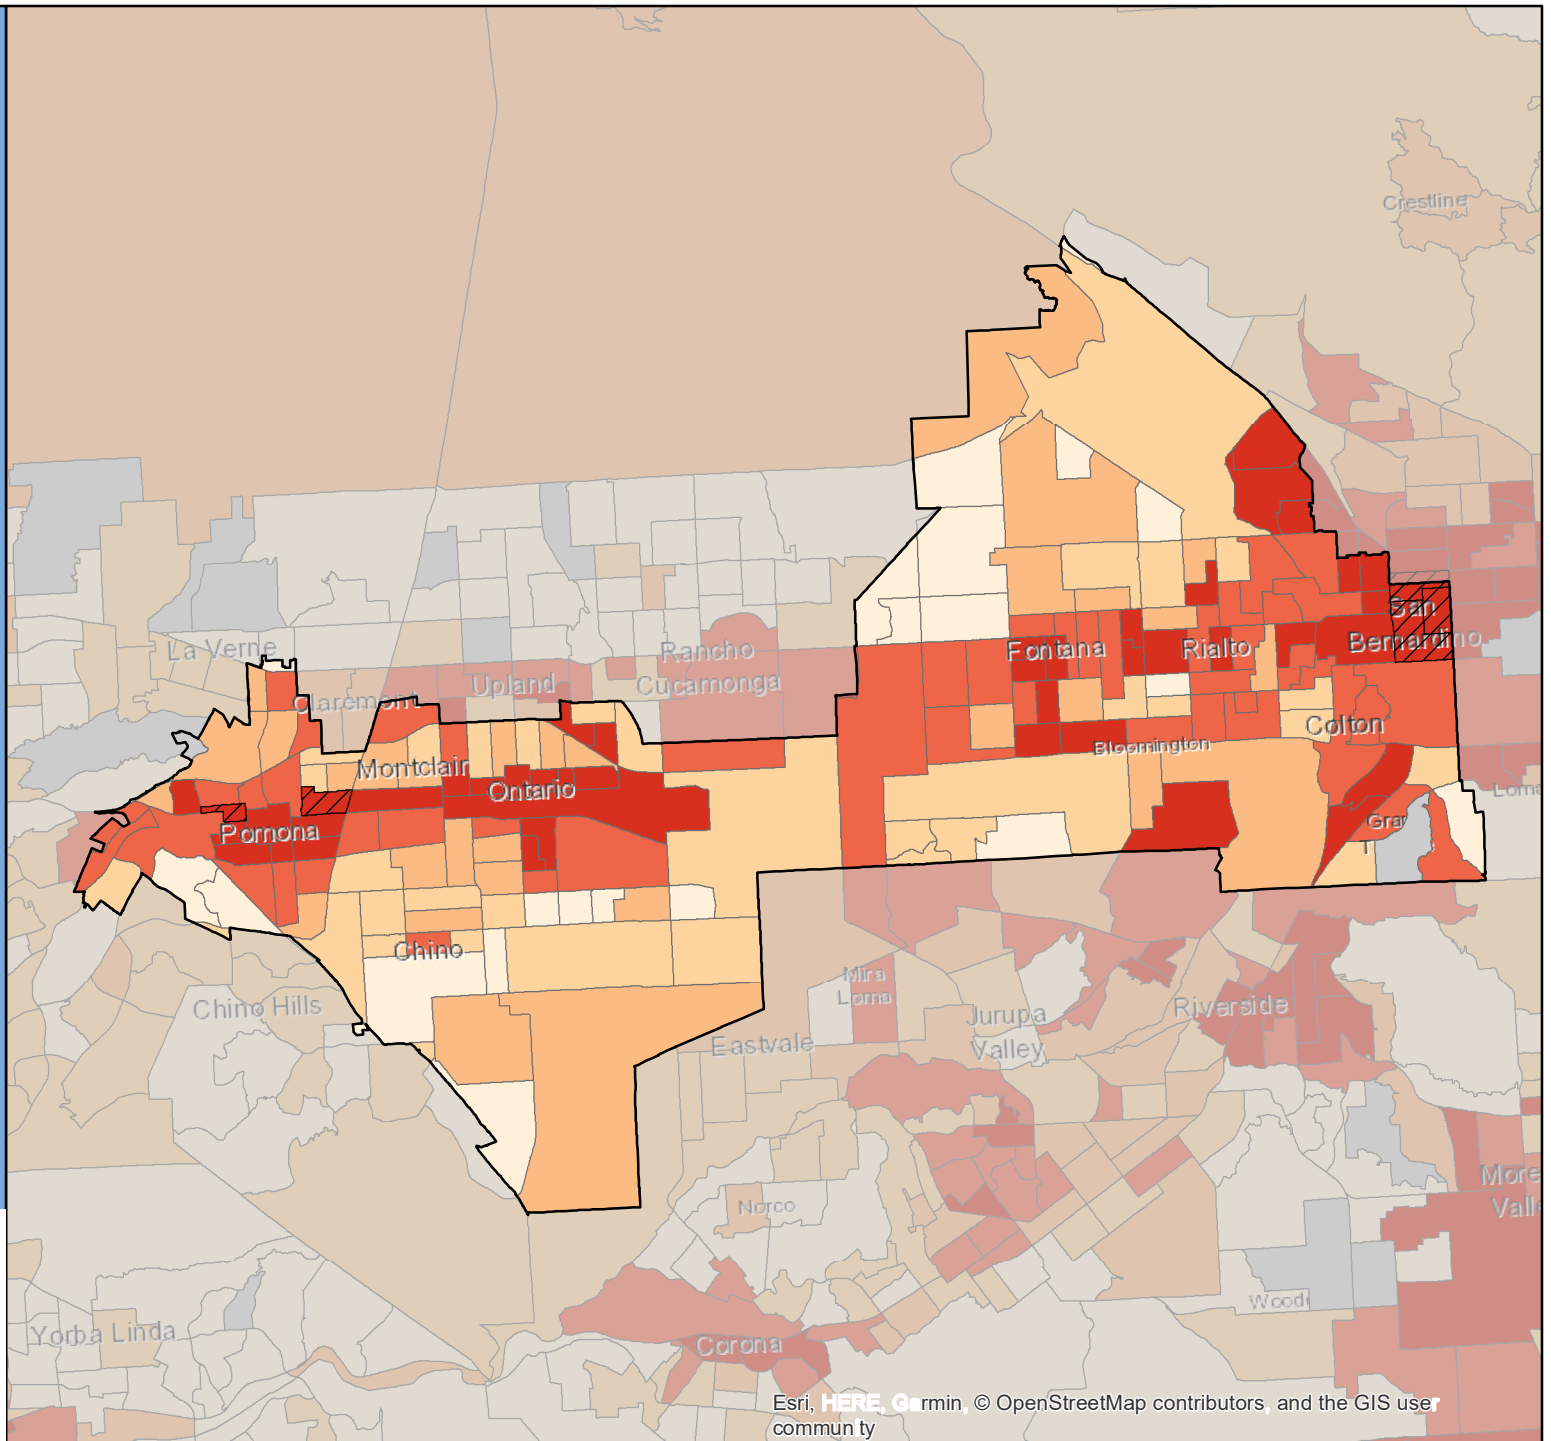 Crestline
San
Bernardino
La Verne
Rancho
Cucamonga
Fontana
Rialto
Claremont
Upland
Colton
Bloomington
Montclair
Ontario
Loma
Pomona
Gra
T
Chino
Mira
Loma
Chino Hills
Riverside
Jurupa
Valley
Eastvale
More
Valle
Norco
Wood
Yorba Linda
Corona
Esri, HERE, Garmin, © OpenStreetMap contributors, and the GIS user
community